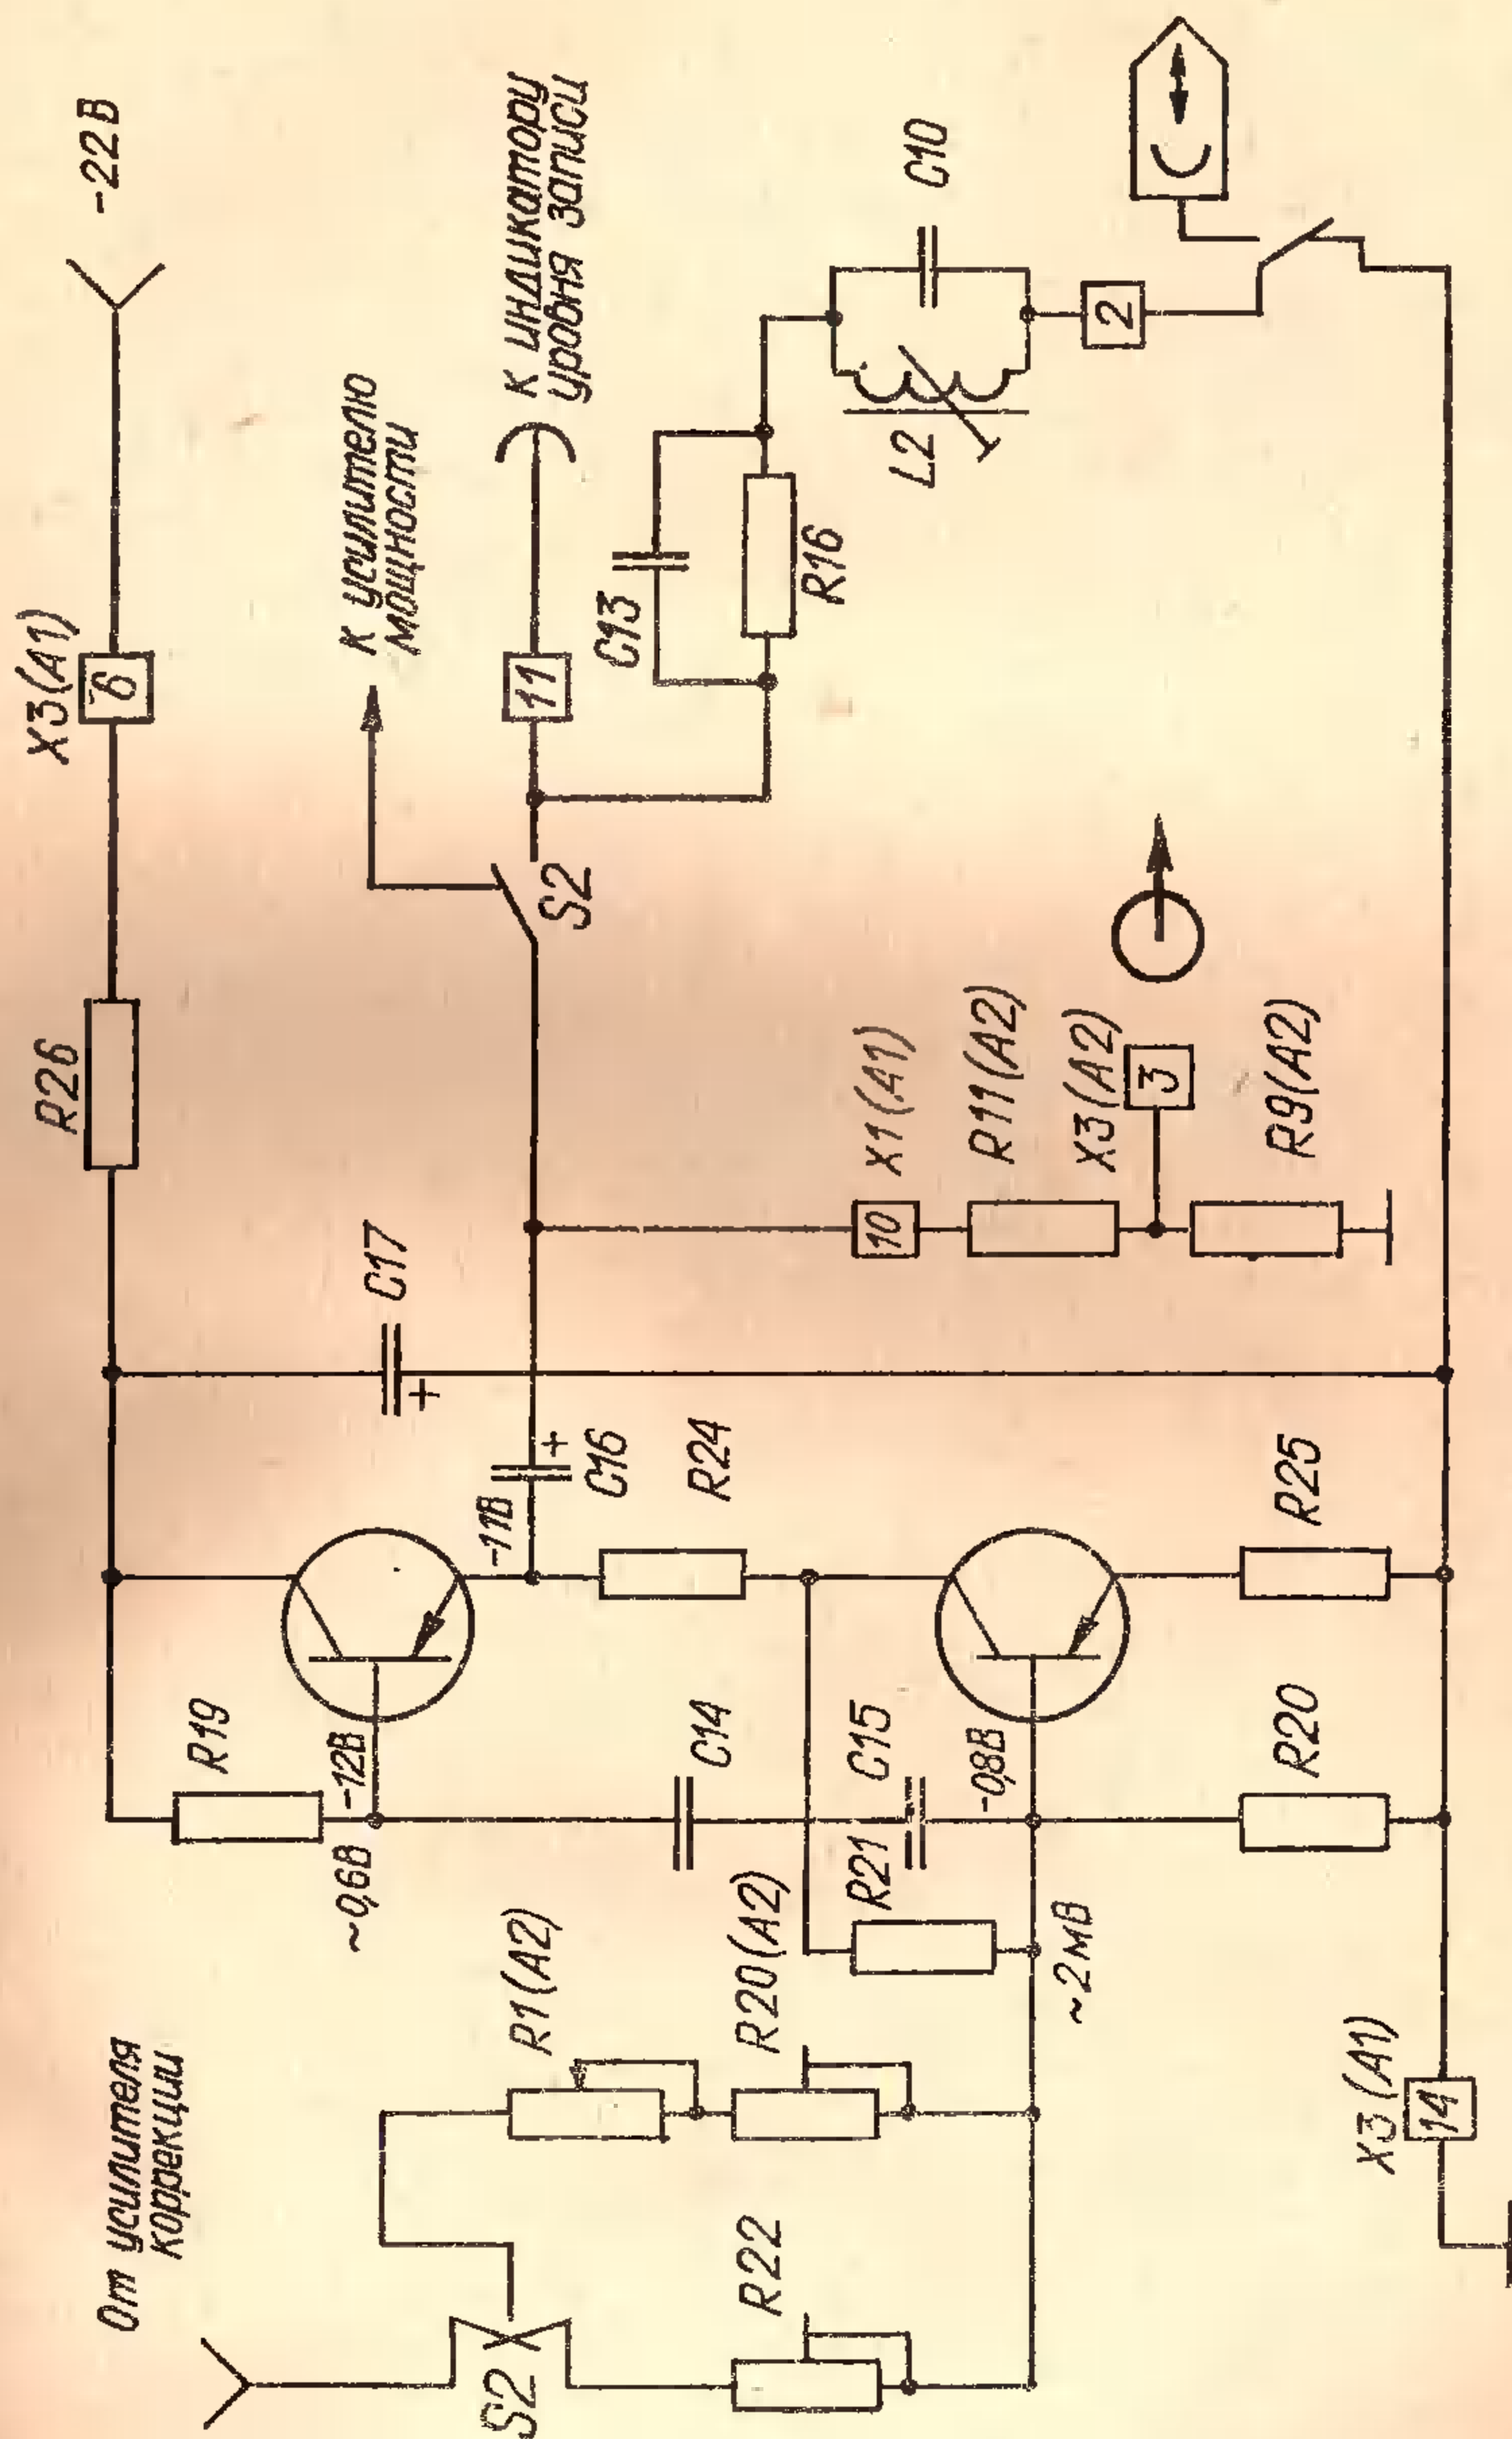 От усилителя
коррекции
S2
R22
R1(A2)
R20(A2)
~0,6В
R19
-12В
C14
R21
C15
-0,8В
~2мВ
R20
X3(A1)
14
-11В
C16
+
R24
R25
C17
+
R26
X3(A1)
6
-22В
К усилителю
мощности
S2
11
К индикатору
уровня записи
C13
R16
L2
C10
2
10
X1(A1)
R11(A2)
X3(A2)
3
R9(A2)